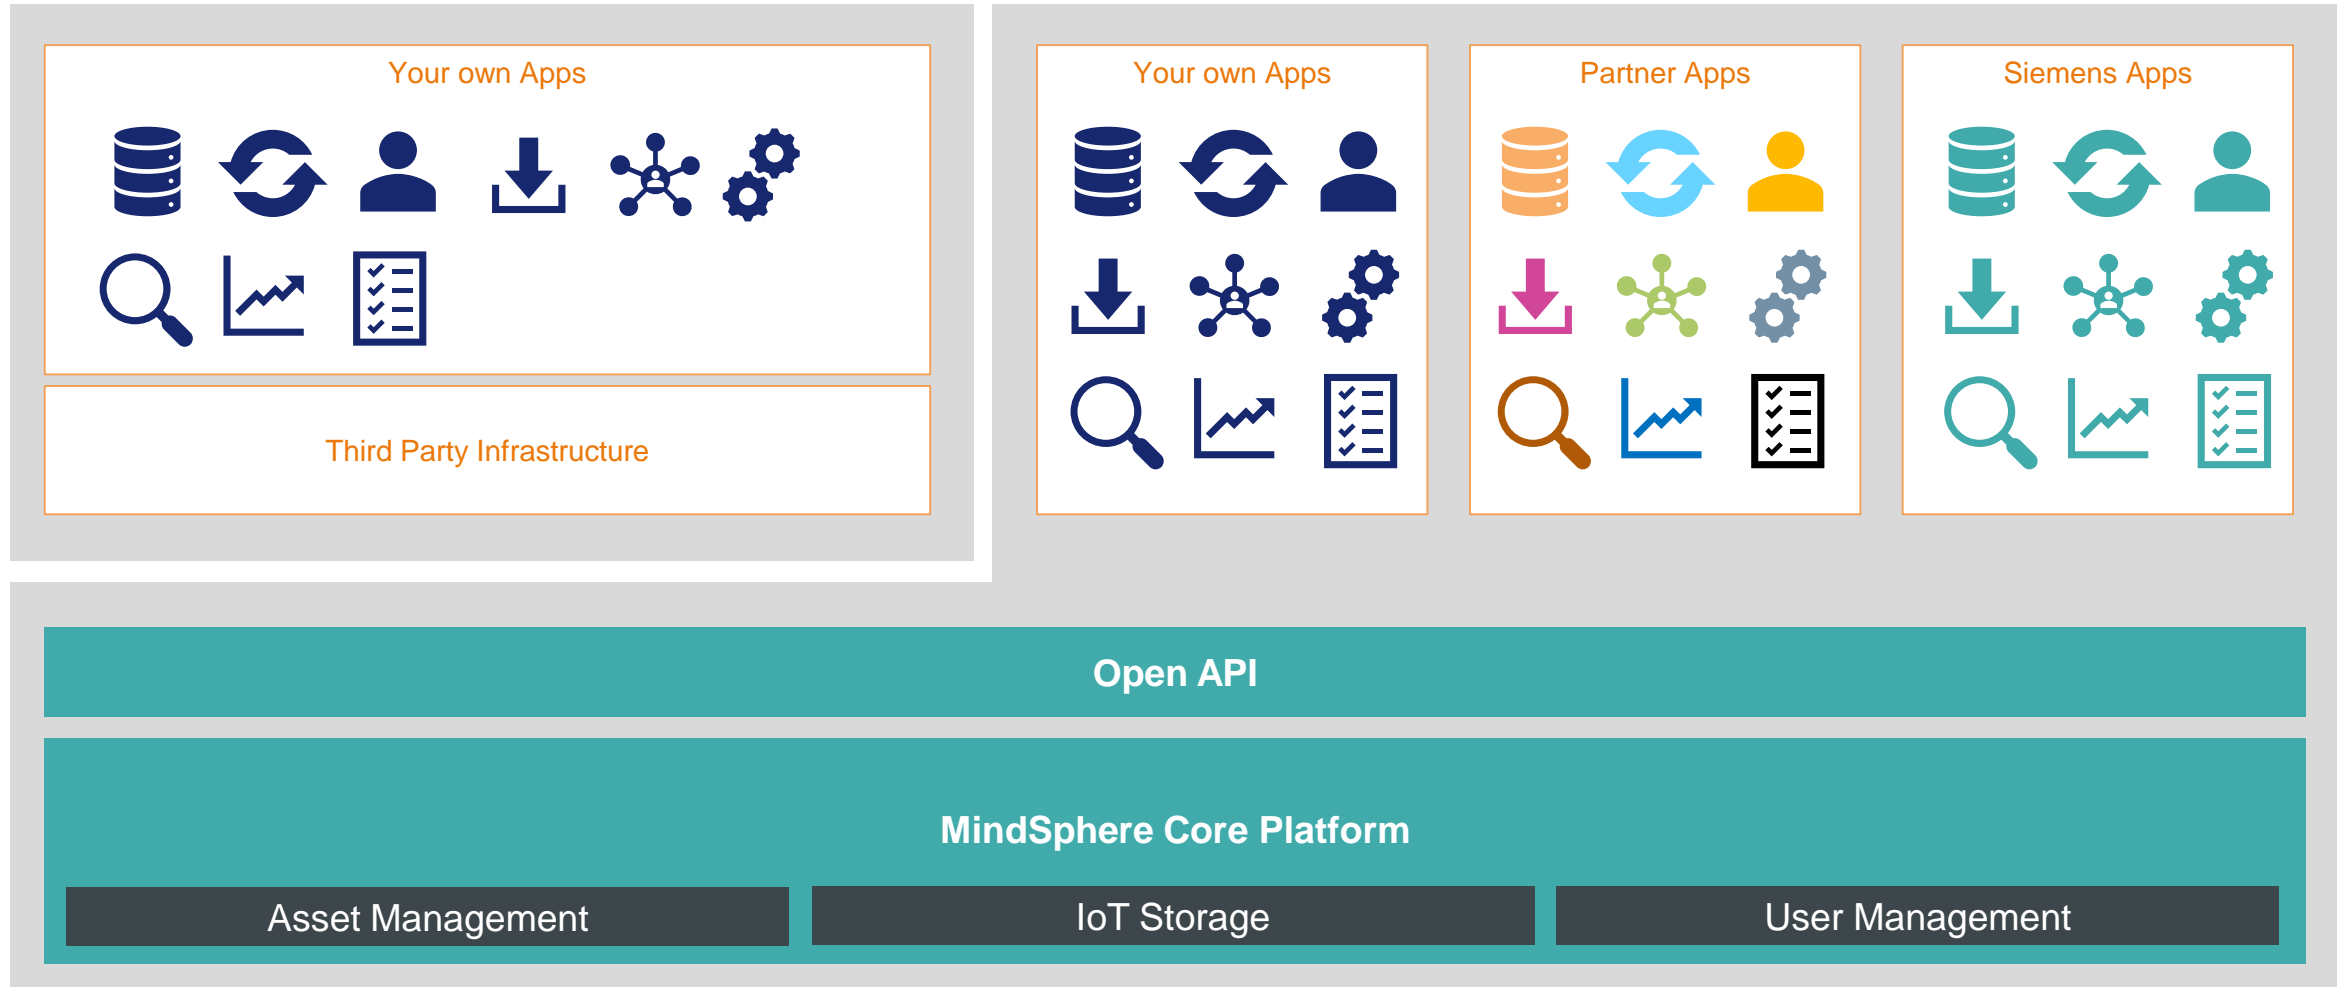 Your own Apps
Third Party Infrastructure
Your own Apps
Partner Apps
Siemens Apps
Open API
MindSphere Core Platform
Asset Management
IoT Storage
User Management